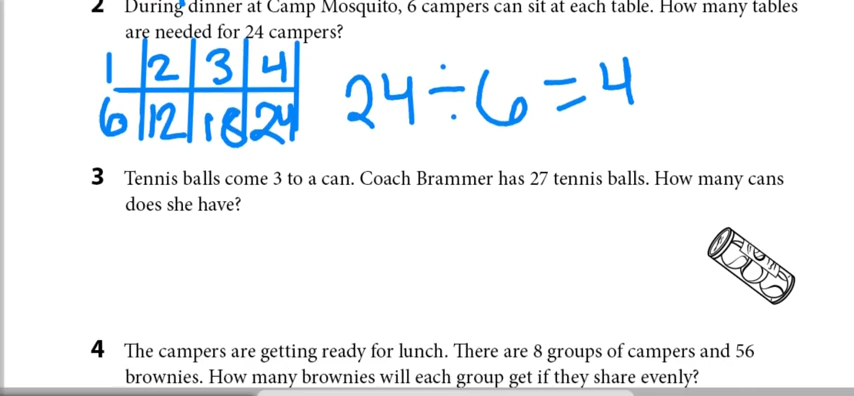 2 During dinner at Camp Mosquito, 6 campers can sit at each table. How many tables
are needed for 24 campers?
1 2 3 4
6 12 18 24
24 ÷ 6 = 4
3 Tennis balls come 3 to a can. Coach Brammer has 27 tennis balls. How many cans
does she have?
4 The campers are getting ready for lunch. There are 8 groups of campers and 56
brownies. How many brownies will each group get if they share evenly?